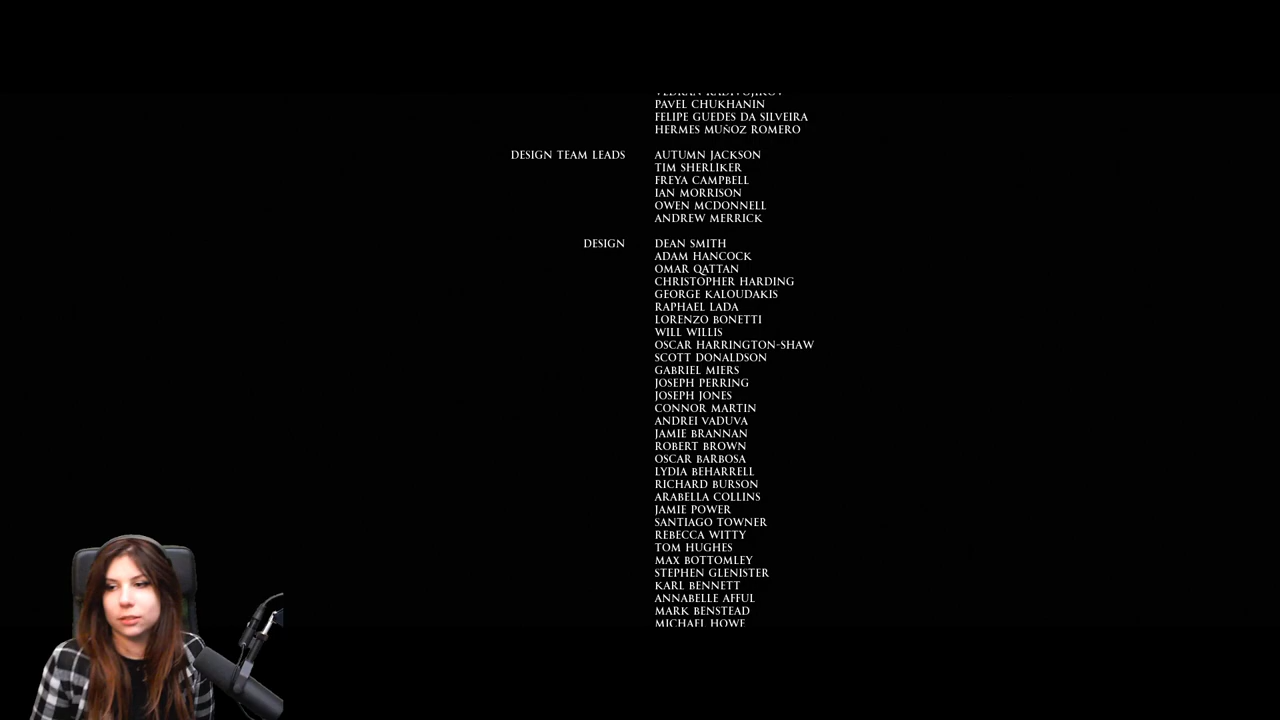 PAVEL CHUKHANIN
FELIPE GUEDES DA SILVEIRA
HERMES MUÑOZ ROMERO
DESIGN TEAM LEADS AUTUMN JACKSON
TIM SHERLIKER
FREYA CAMPBELL
IAN MORRISON
OWEN MCDONNELL
ANDREW MERRICK
DESIGN DEAN SMITH
ADAM HANCOCK
OMAR QATTAN
CHRISTOPHER HARDING
GEORGE KALOUDAKIS
RAPHAEL LADA
LORENZO BONETTI
WILL WILLIS
OSCAR HARRINGTON-SHAW
SCOTT DONALDSON
GABRIEL MIERS
JOSEPH PERRING
JOSEPH JONES
CONNOR MARTIN
ANDREI VADUVA
JAMIE BRANNAN
ROBERT BROWN
OSCAR BARBOSA
LYDIA BEHARRELL
RICHARD BURSON
ARABELLA COLLINS
JAMIE POWER
SANTIAGO TOWNER
REBECCA WITTY
TOM HUGHES
MAX BOTTOMLEY
STEPHEN GLENISTER
KARL BENNETT
ANNABELLE AFFUL
MARK BENSTEAD
MICHAEL HOWE